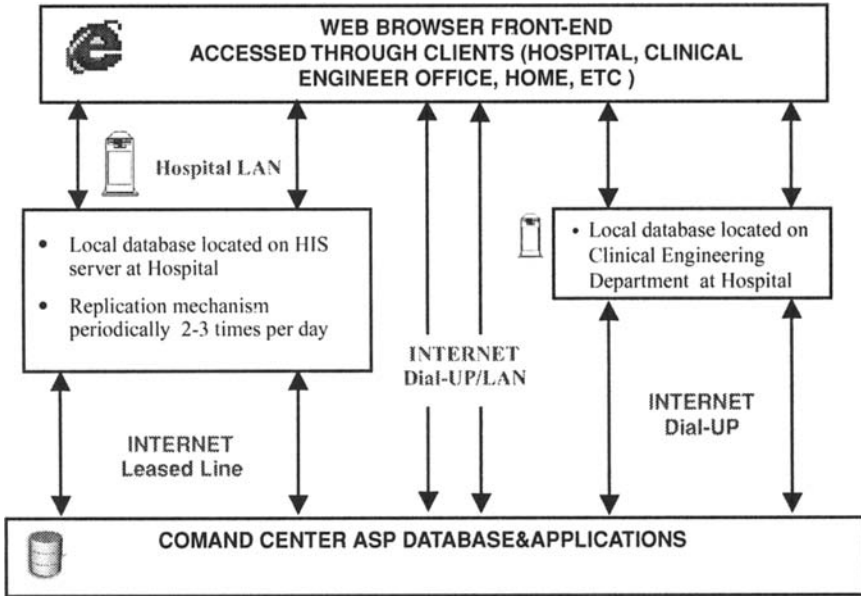 WEB BROWSER FRONT-END
ACCESSED THROUGH CLIENTS (HOSPITAL, CLINICAL
ENGINEER OFFICE, HOME, ETC )
Hospital LAN
• Local database located on HIS
server at Hospital
• Replication mechanism
periodically 2-3 times per day
• Local database located on
Clinical Engineering
Department at Hospital
INTERNET
Dial-UP/LAN
INTERNET
Leased Line
INTERNET
Dial-UP
COMAND CENTER ASP DATABASE&APPLICATIONS